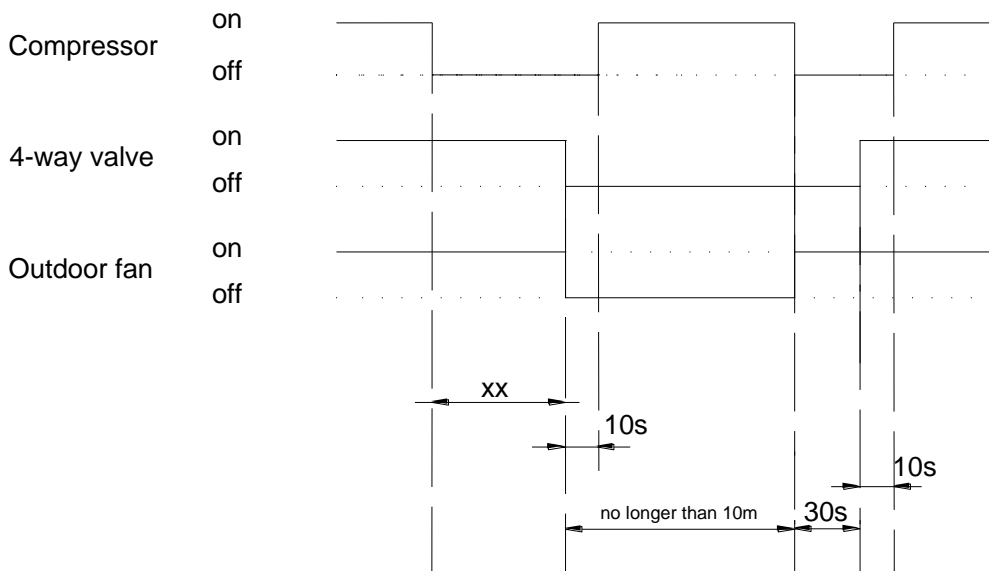 on
Compressor
off
on
4-way valve
off
on
Outdoor fan
off
xx
10s
10s
no longer than 10m
30s